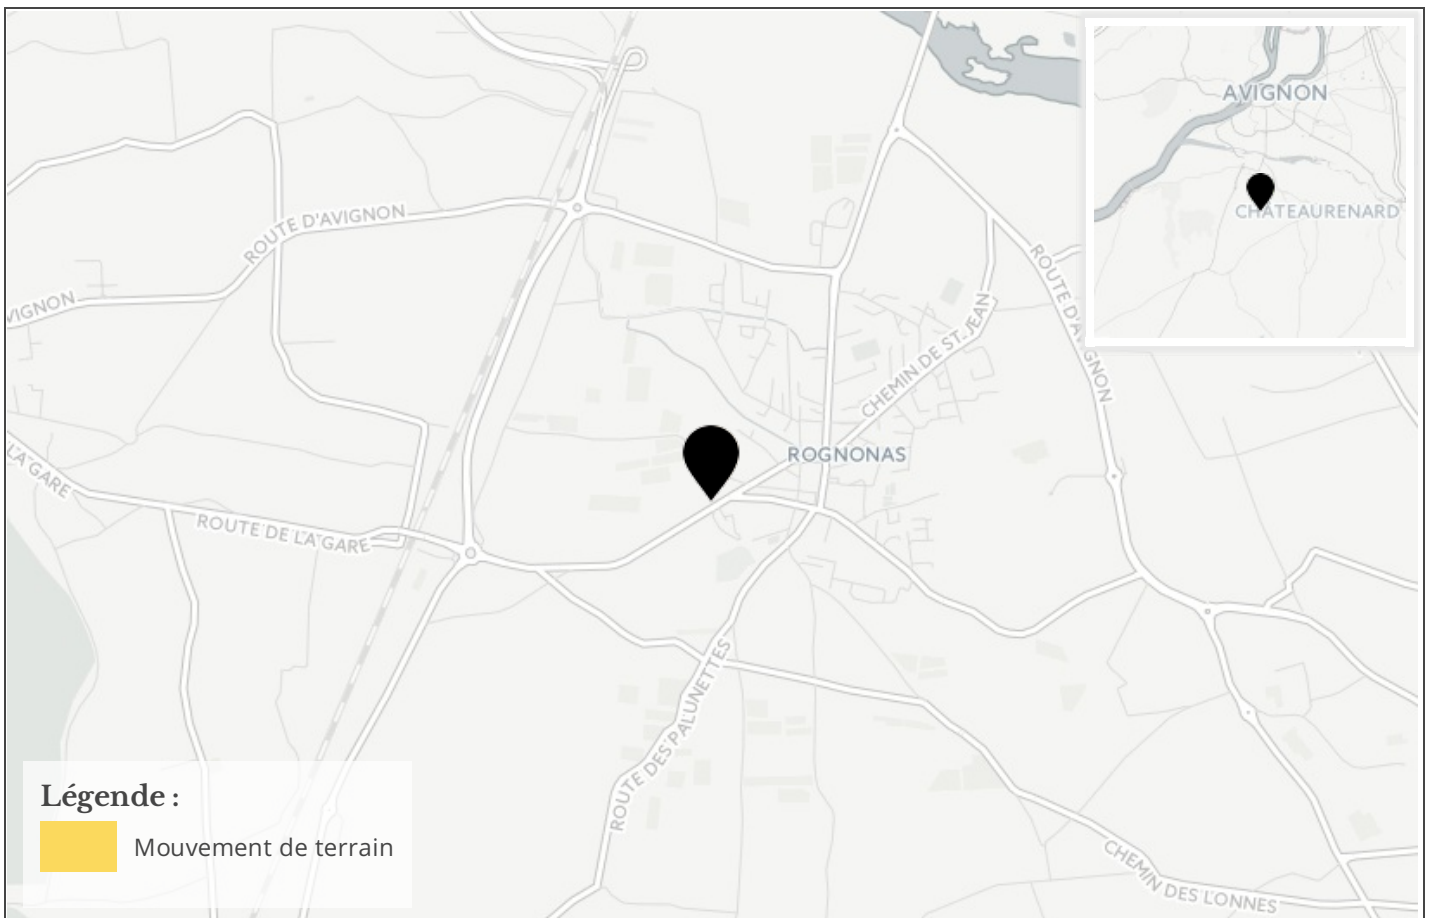 AVIGNON
CHATEAURENARD
ROUTE D'AVIGNON
VIGNON
ROUTE D'AVIGNON
CHEMIN DE ST. JEAN
ROGNONAS
LA GARE
ROUTE DE LA GARE
ROUTE DES PALUNETTES
CHEMIN DES LONNES
Légende :
Mouvement de terrain